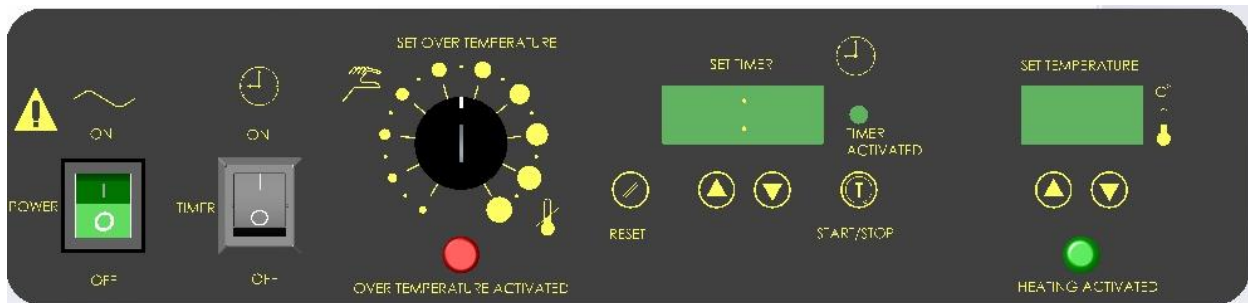 ON
POWER
I
O
OFF
ON
TIMER
I
O
OFF
SET OVER TEMPERATURE
OVER TEMPERATURE ACTIVATED
SET TIMER
:
TIMER
ACTIVATED
RESET
START/STOP
SET TEMPERATURE
C°
HEATING ACTIVATED